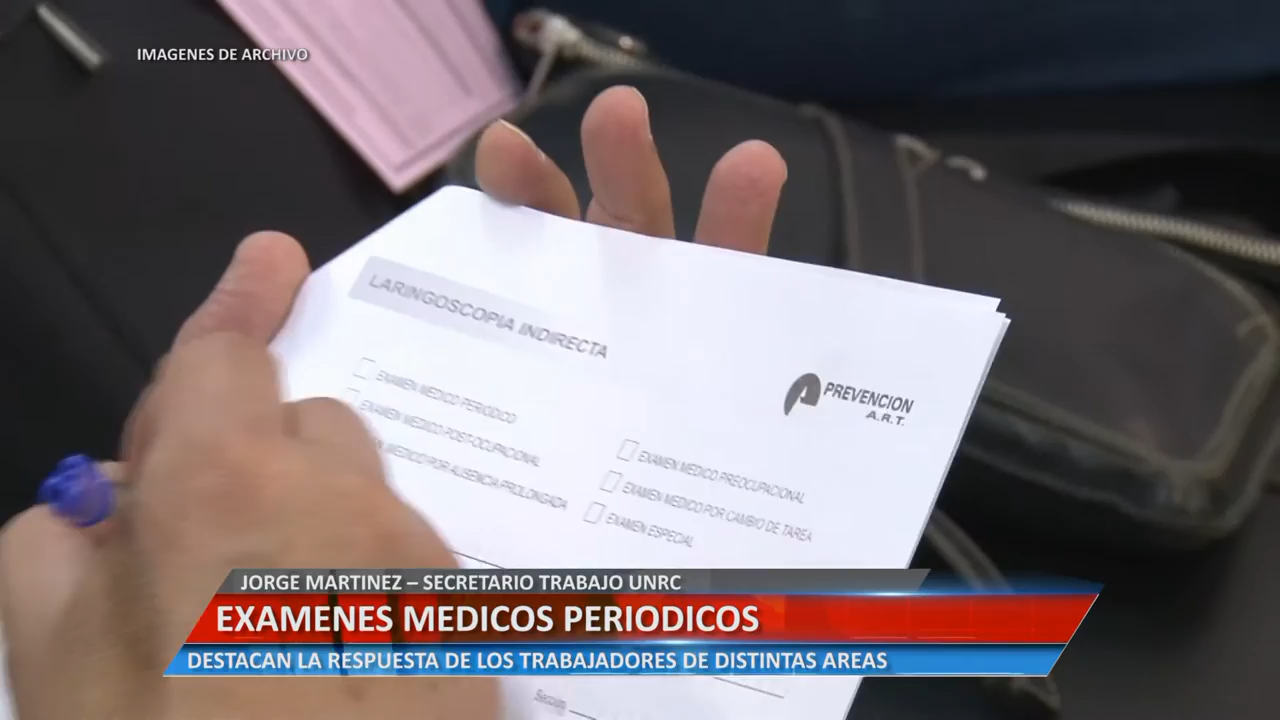 IMAGENES DE ARCHIVO
LARINGOSCOPIA INDIRECTA
PREVENCION
A.R.T.
EXAMEN MEDICO PERIODICO
EXAMEN MEDICO POST-OCUPACIONAL
MEDICO POR AUSENCIA PROLONGADA
EXAMEN MEDICO PREOCUPACIONAL
EXAMEN MEDICO POR CAMBIO DE TAREA
EXAMEN ESPECIAL
JORGE MARTINEZ – SECRETARIO TRABAJO UNRC
EXAMENES MEDICOS PERIODICOS
DESTACAN LA RESPUESTA DE LOS TRABAJADORES DE DISTINTAS AREAS